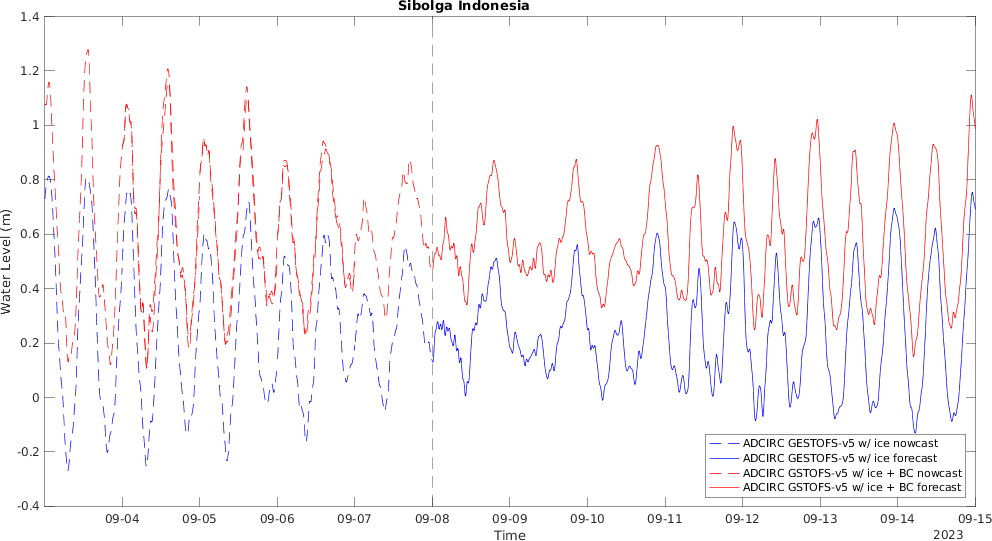 Sibolga Indonesia
1.4
1.2
1
0.8
0.6
0.4
0.2
0
-0.2
-0.4
Water Level (m)
ADCIRC GESTOFS-v5 w/ ice nowcast
ADCIRC GESTOFS-v5 w/ ice forecast
ADCIRC GSTOFS-v5 w/ ice + BC nowcast
ADCIRC GSTOFS-v5 w/ ice + BC forecast
09-04 09-05 09-06 09-07 09-08 09-09 09-10 09-11 09-12 09-13 09-14 09-15
2023
Time